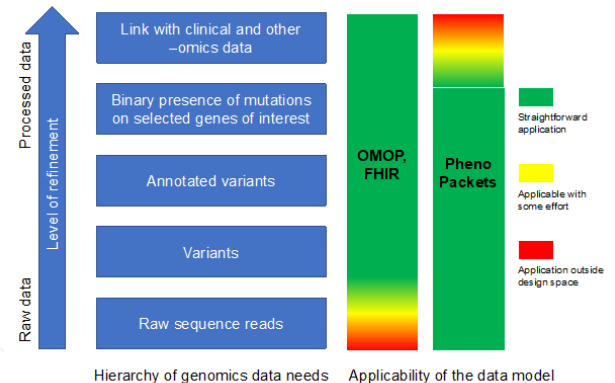 Processed data
Raw data
Level of refinement
Link with clinical and other
–omics data
Binary presence of mutations
on selected genes of interest
Annotated variants
Variants
Raw sequence reads
OMOP,
FHIR
Pheno
Packets
Straightforward
application
Applicable with
some effort
Application outside
design space
Hierarchy of genomics data needs
Applicability of the data model